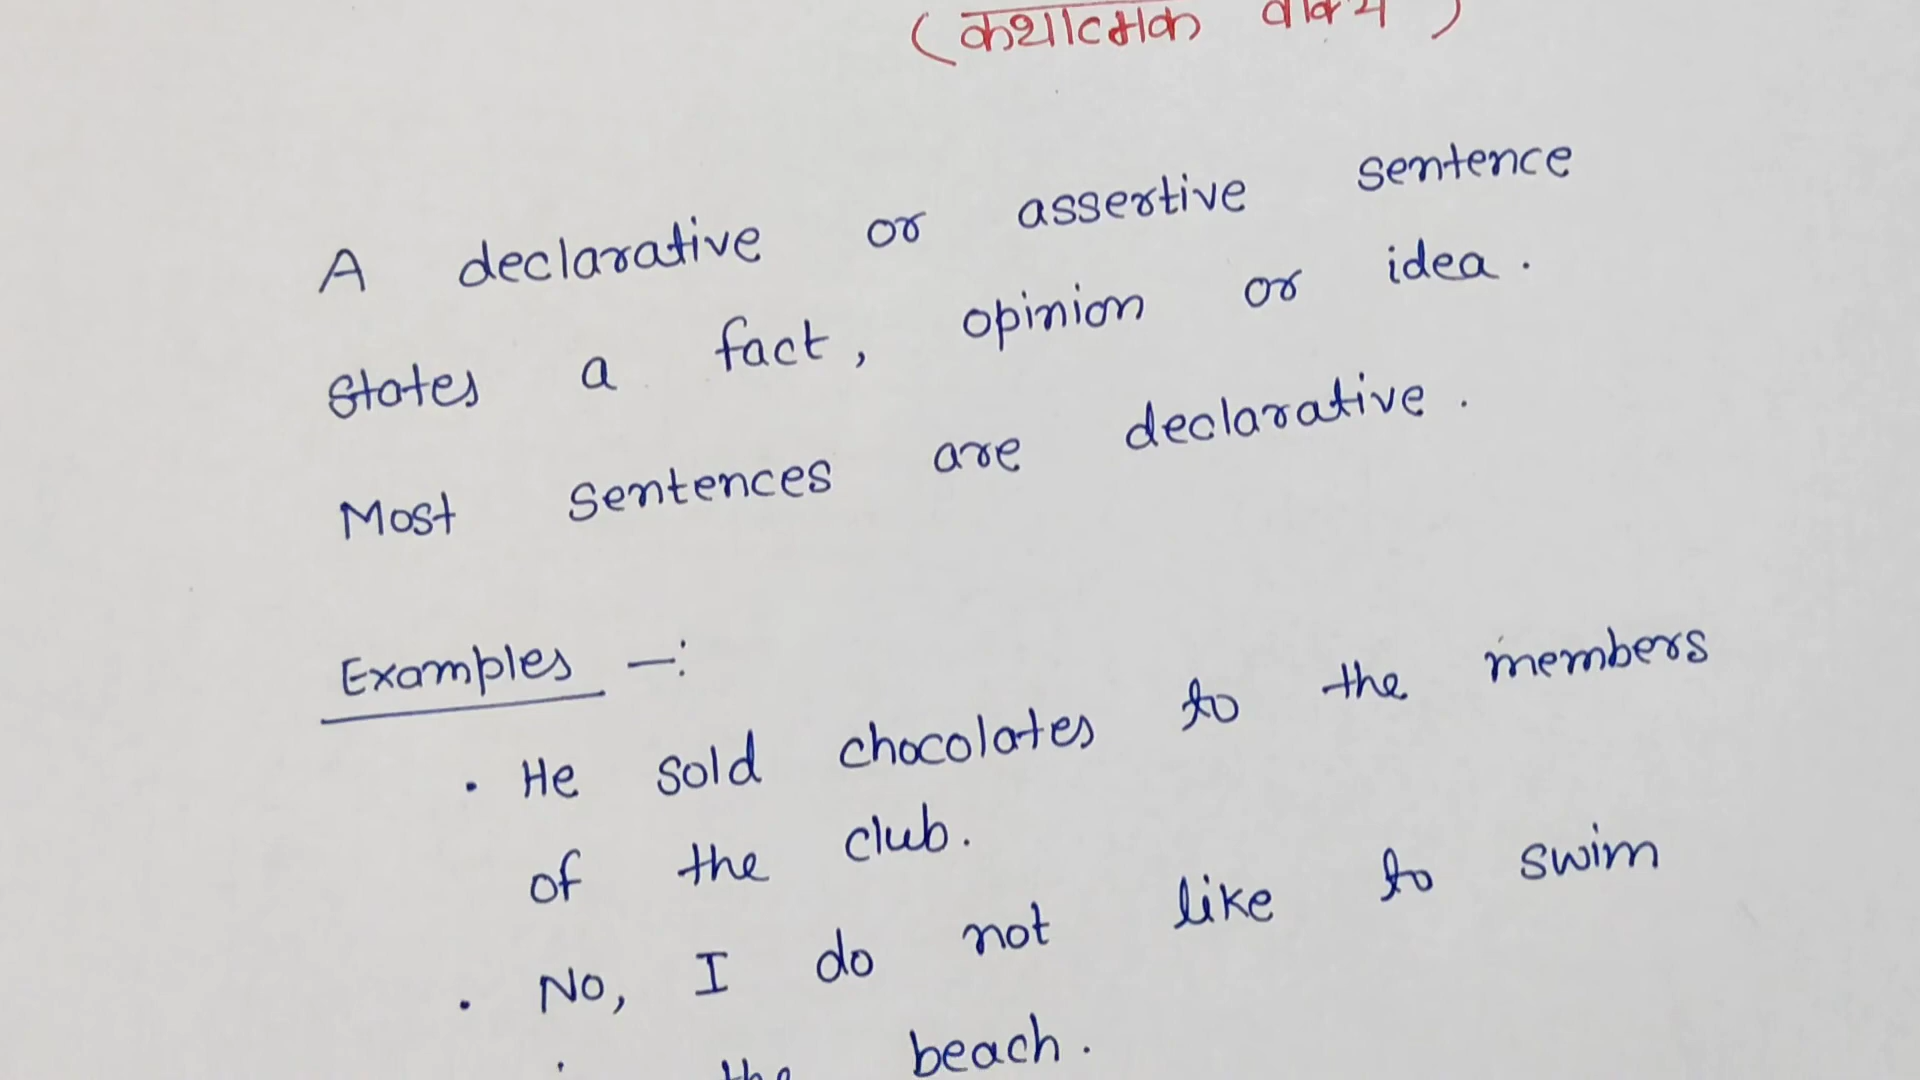 (कथात्मक वाक्य)
A declarative or assertive sentence
states a fact, opinion or idea.
Most sentences are declarative.
Examples —:
• He sold chocolates to the members
of the club.
• No, I do not like to swim
the beach.